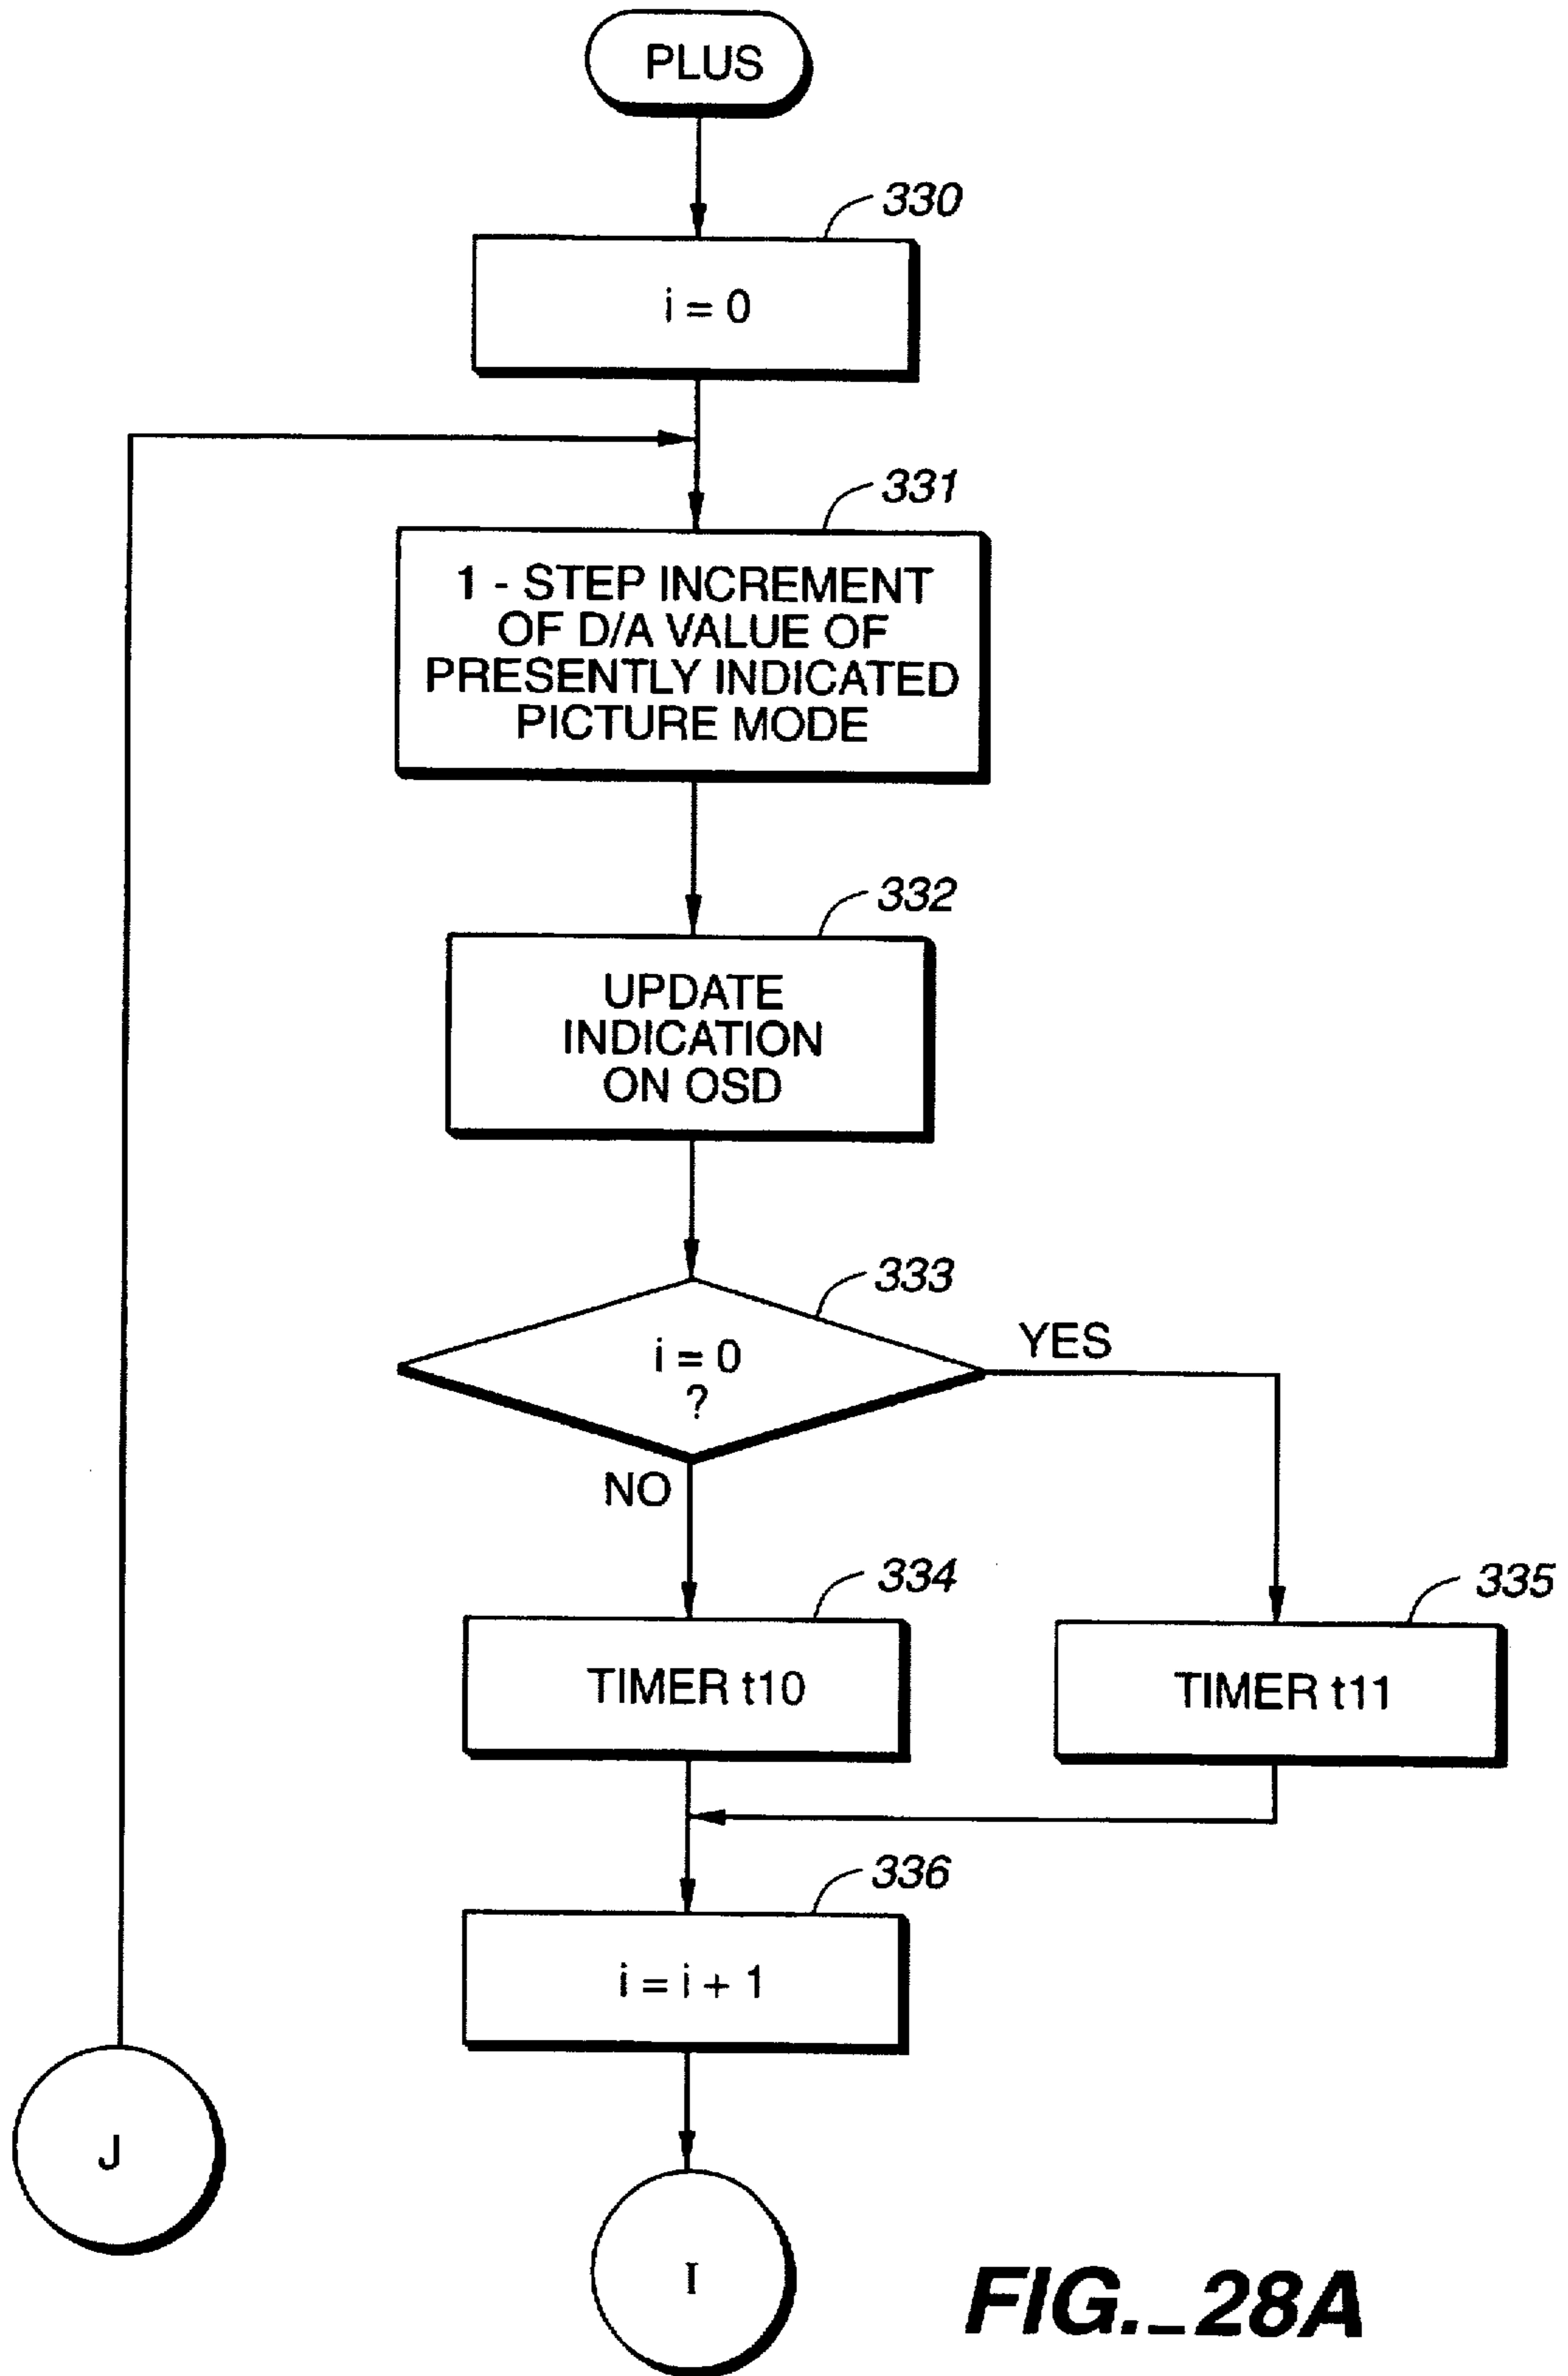 PLUS
330
i = 0
331
1 - STEP INCREMENT
OF D/A VALUE OF
PRESENTLY INDICATED
PICTURE MODE
332
UPDATE
INDICATION
ON OSD
333
i = 0
?
YES
NO
334
335
TIMER t10
TIMER t11
336
i = i + 1
J
I
FIG._28A